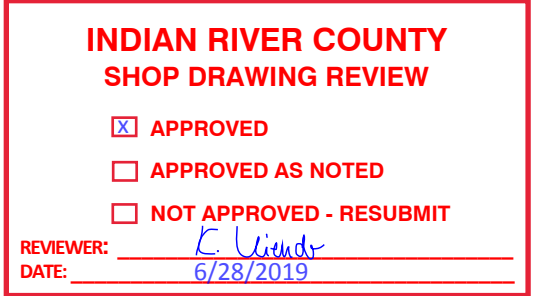 INDIAN RIVER COUNTY
SHOP DRAWING REVIEW
X APPROVED
APPROVED AS NOTED
NOT APPROVED - RESUBMIT
REVIEWER: K.
DATE: 6/28/2019